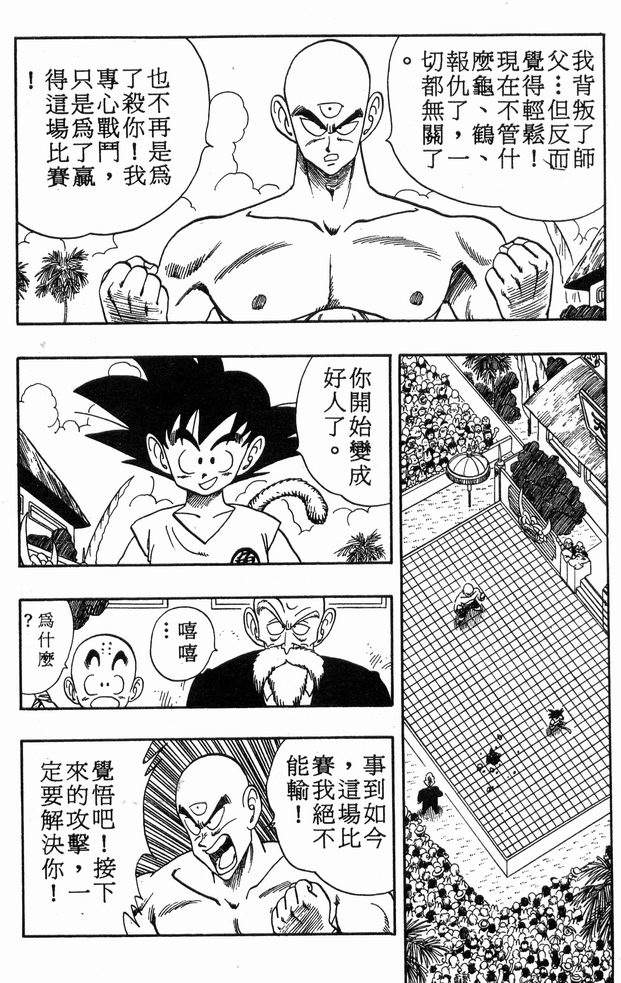 我背叛了師
父…但反而
覺得輕鬆！
現在不管什
麼龜、鶴、
報仇了，一
切都無關了
。
也不再是爲
了殺你！我
專心戰鬥，
只是爲了贏
得這場比賽
！
你開始變成
好人了。
嘻嘻
…
爲什麼
…？
事到如今
，這場比
賽我絕不
能輸！
覺悟吧！接下
來的攻擊，一
定要解決你！